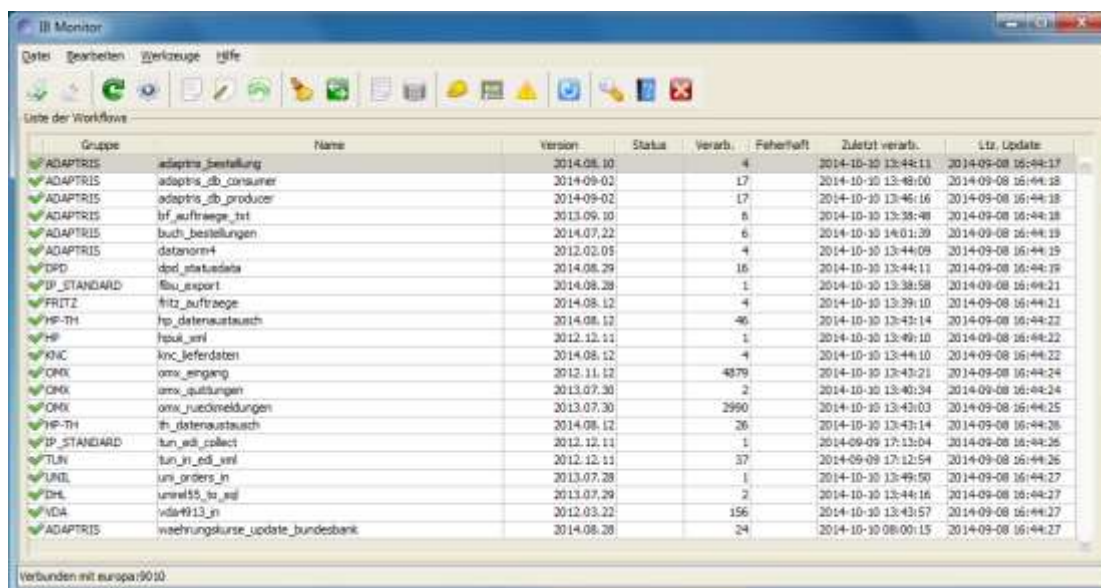 III Monitor
Datei Bearbeiten Werkzeuge Hilfe
Liste der Workflows
Gruppe Name Version Status Verarb. Feherhaft Zuletzt verarb. Ltz. Update
ADAPTRIS adaptris_bestellung 2014.08.10 4 2014-10-10 13:44:11 2014-09-08 16:44:17
ADAPTRIS adaptris_db_consumer 2014-09-02 17 2014-10-10 13:48:00 2014-09-08 16:44:18
ADAPTRIS adaptris_db_producer 2014-09-02 17 2014-10-10 13:46:16 2014-09-08 16:44:18
ADAPTRIS bf_auftraege_txt 2013.09.10 6 2014-10-10 13:38:48 2014-09-08 16:44:18
ADAPTRIS buch_bestellungen 2014.07.22 6 2014-10-10 14:01:39 2014-09-08 16:44:19
ADAPTRIS datanorm4 2012.02.05 4 2014-10-10 13:44:09 2014-09-08 16:44:19
DPD dpd_statusdata 2014.08.29 16 2014-10-10 13:44:11 2014-09-08 16:44:19
IP_STANDARD fibu_export 2014.08.28 1 2014-10-10 13:38:58 2014-09-08 16:44:21
FRITZ fritz_auftraege 2014.08.12 4 2014-10-10 13:39:10 2014-09-08 16:44:21
HP-TH hp_datenaustausch 2014.08.12 46 2014-10-10 13:43:14 2014-09-08 16:44:22
HP hpuk_xml 2012.12.11 1 2014-10-10 13:49:10 2014-09-08 16:44:22
KNC knc_lieferdaten 2014.08.12 4 2014-10-10 13:44:10 2014-09-08 16:44:22
OMX omx_eingang 2012.11.12 4879 2014-10-10 13:43:21 2014-09-08 16:44:24
OMX omx_quittungen 2013.07.30 2 2014-10-10 13:40:34 2014-09-08 16:44:24
OMX omx_rueckmeldungen 2013.07.30 2990 2014-10-10 13:43:03 2014-09-08 16:44:25
HP-TH th_datenaustausch 2014.08.12 26 2014-10-10 13:43:14 2014-09-08 16:44:26
IP_STANDARD tun_edi_collect 2012.12.11 1 2014-09-09 17:13:04 2014-09-08 16:44:26
TUN tun_in_edi_xml 2012.12.11 37 2014-09-09 17:12:54 2014-09-08 16:44:26
UNIL uni_orders_in 2013.07.28 1 2014-10-10 13:49:50 2014-09-08 16:44:27
DHL unirel55_to_sql 2013.07.29 2 2014-10-10 13:44:16 2014-09-08 16:44:27
VDA vda4913_in 2012.03.22 156 2014-10-10 13:43:57 2014-09-08 16:44:27
ADAPTRIS waehrungskurse_update_bundesbank 2014.08.28 24 2014-10-10 08:00:15 2014-09-08 16:44:27
Verbunden mit europa:9010